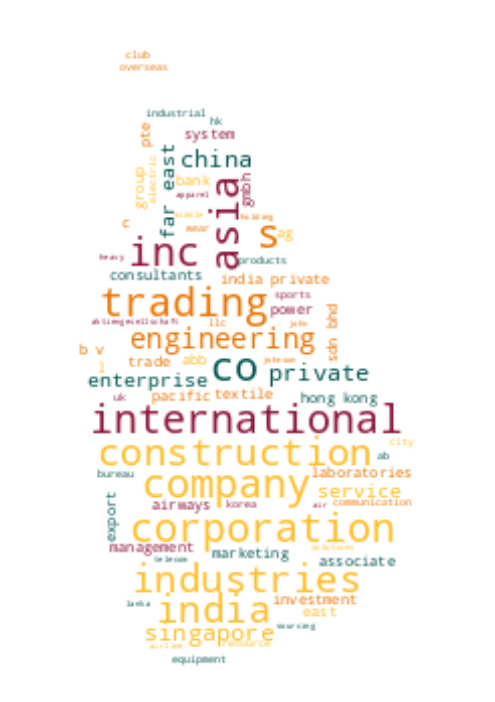 club
overseas
industrial
hk
pte
system
far east
china
group
electric
bank
asia
gmbh
apparel
holding
c
wear
s
ag
heavy
inc
products
consultants
india private
trading
sports
power
aktiengesellschaft
llc
john
engineering
sdn bhd
b v
trade
abb
co
johnson
l
enterprise
private
uk
pacific
textile
hong kong
international
construction
city
ab
bureau
company
laboratories
service
export
airways
korea
air
communication
corporation
management
marketing
telecom
associate
industries
lanka
india
investment
east
singapore
sourcing
airline
resource
equipment